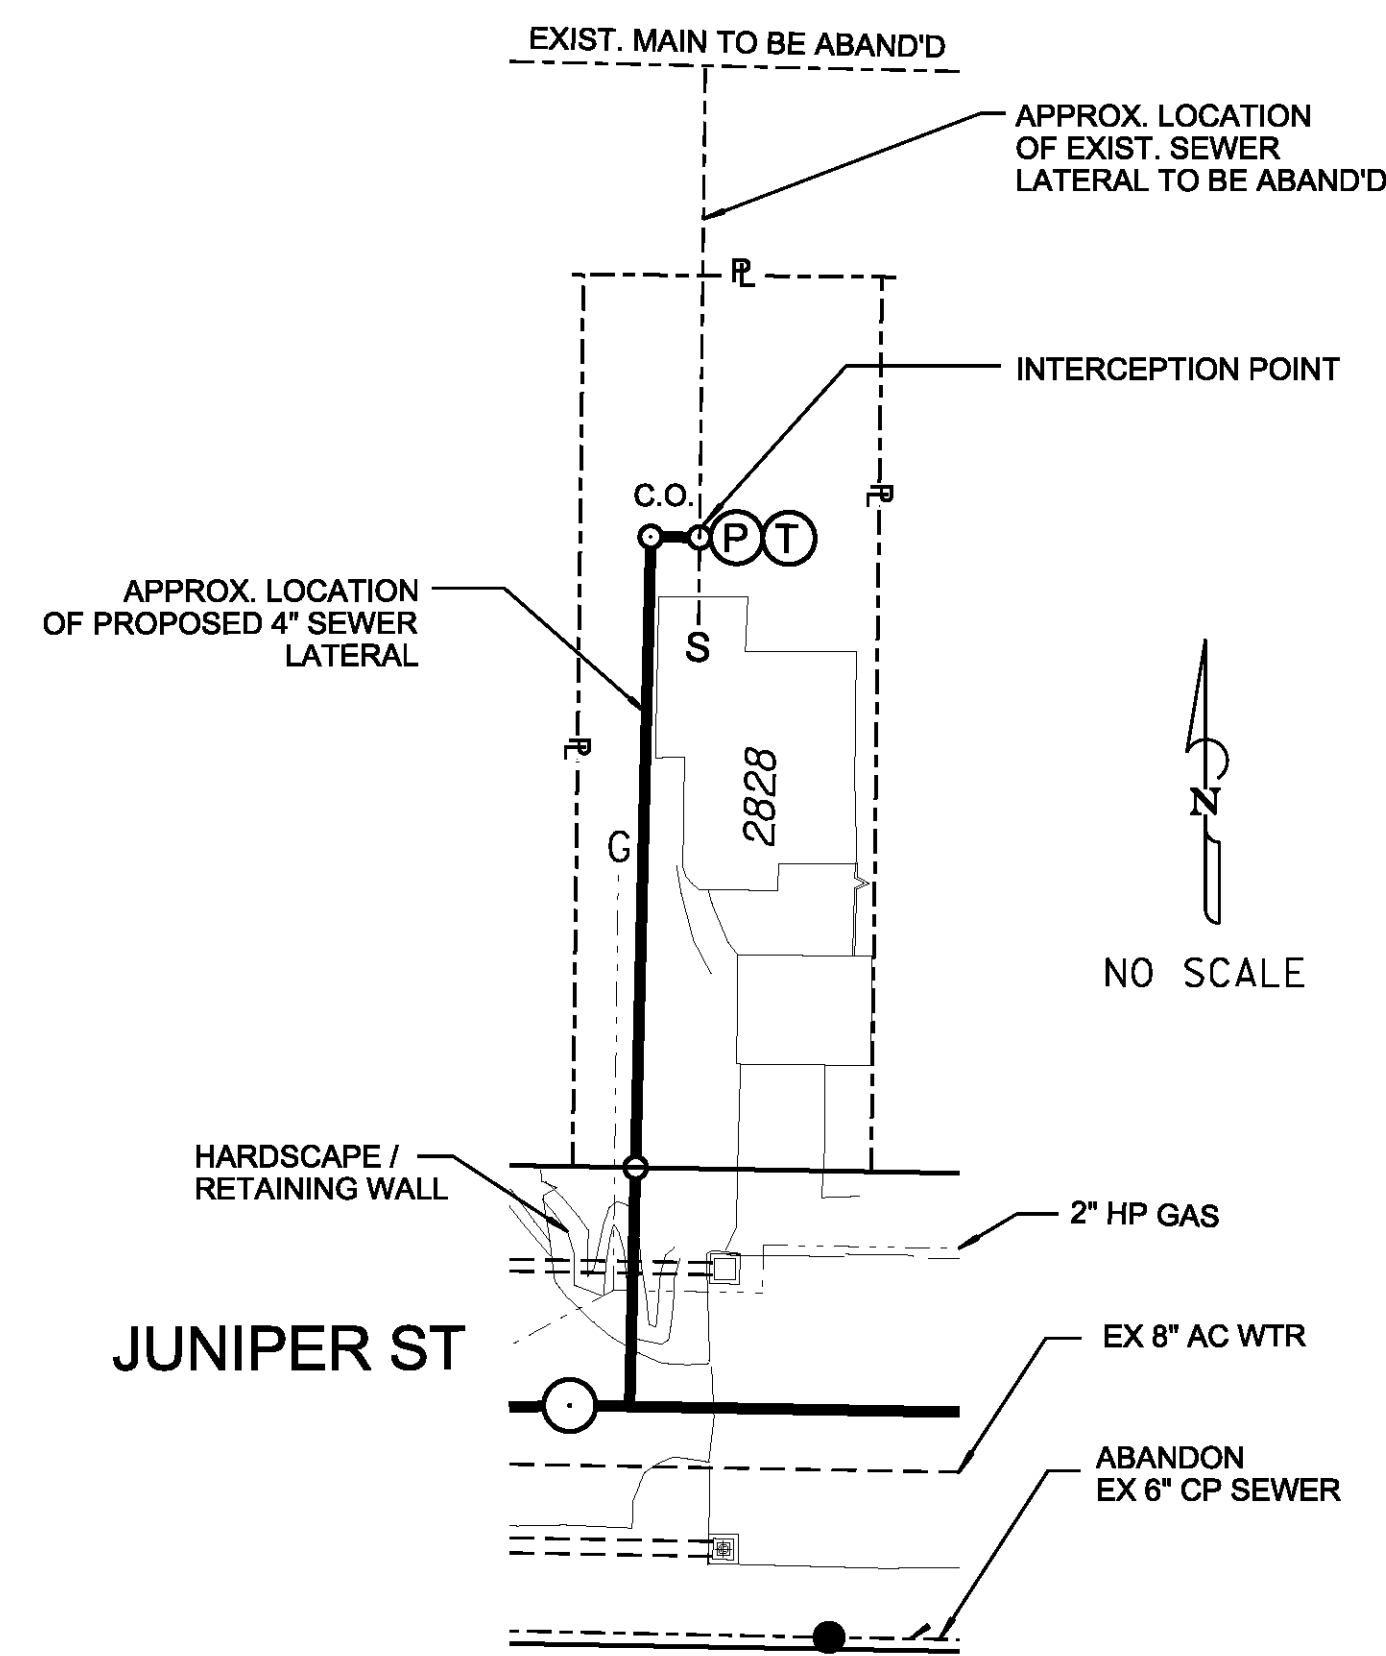 EXIST. MAIN TO BE ABAND'D
APPROX. LOCATION
OF EXIST. SEWER
LATERAL TO BE ABAND'D
PL
INTERCEPTION POINT
PL
C.O.
P
T
APPROX. LOCATION
OF PROPOSED 4" SEWER
LATERAL
S
PL
2828
G
N
NO SCALE
HARDSCAPE /
RETAINING WALL
2" HP GAS
JUNIPER ST
EX 8" AC WTR
ABANDON
EX 6" CP SEWER